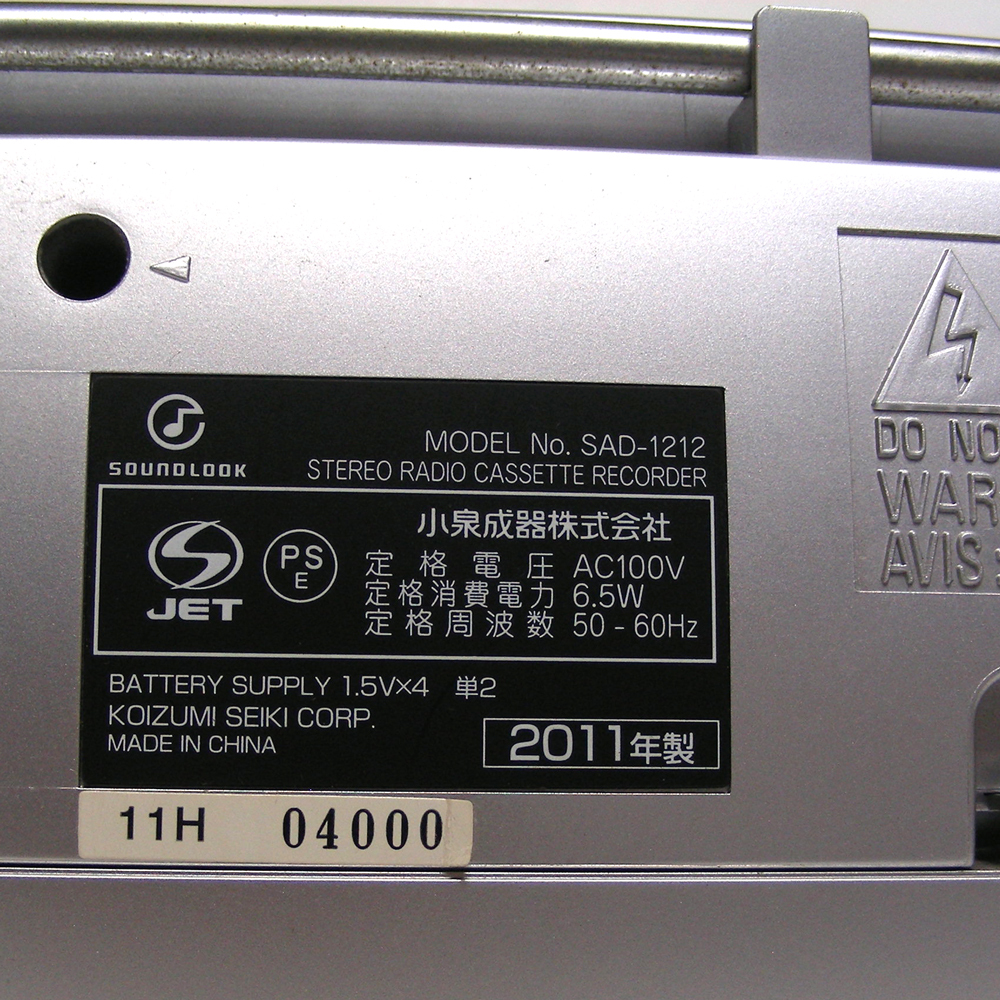 SOUNDLOOK
MODEL No. SAD-1212
STEREO RADIO CASSETTE RECORDER
JET
PS
E
小泉成器株式会社
定格電圧 AC100V
定格消費電力 6.5W
定格周波数 50 - 60Hz
BATTERY SUPPLY 1.5V×4 単2
KOIZUMI SEIKI CORP.
MADE IN CHINA
2011年製
11H 04000
DO NO
WAR
AVIS